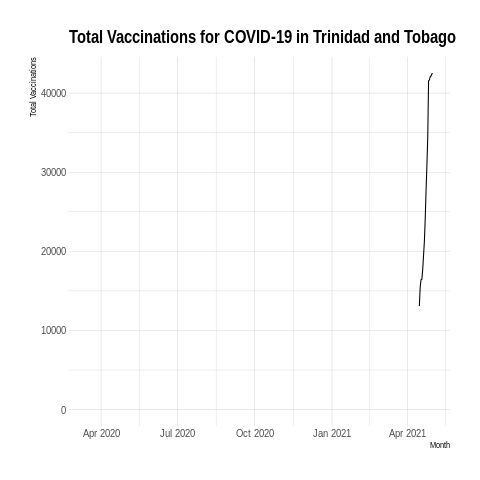 Total Vaccinations for COVID-19 in Trinidad and Tobago
Total Vaccinations
40000
30000
20000
10000
0
Apr 2020 Jul 2020 Oct 2020 Jan 2021 Apr 2021
Month